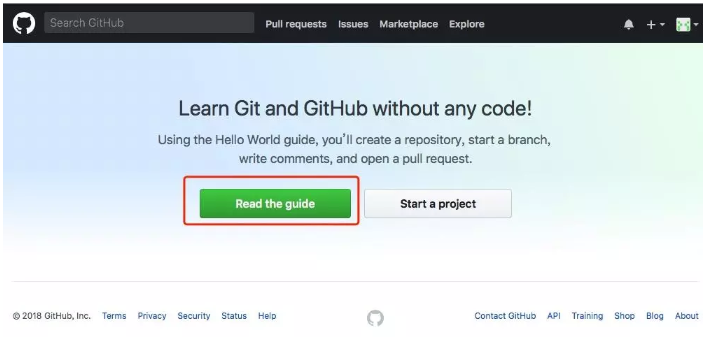 Search GitHub Pull requests Issues Marketplace Explore
Learn Git and GitHub without any code!
Using the Hello World guide, you’ll create a repository, start a branch,
write comments, and open a pull request.
Read the guide Start a project
© 2018 GitHub, Inc. Terms Privacy Security Status Help Contact GitHub API Training Shop Blog About